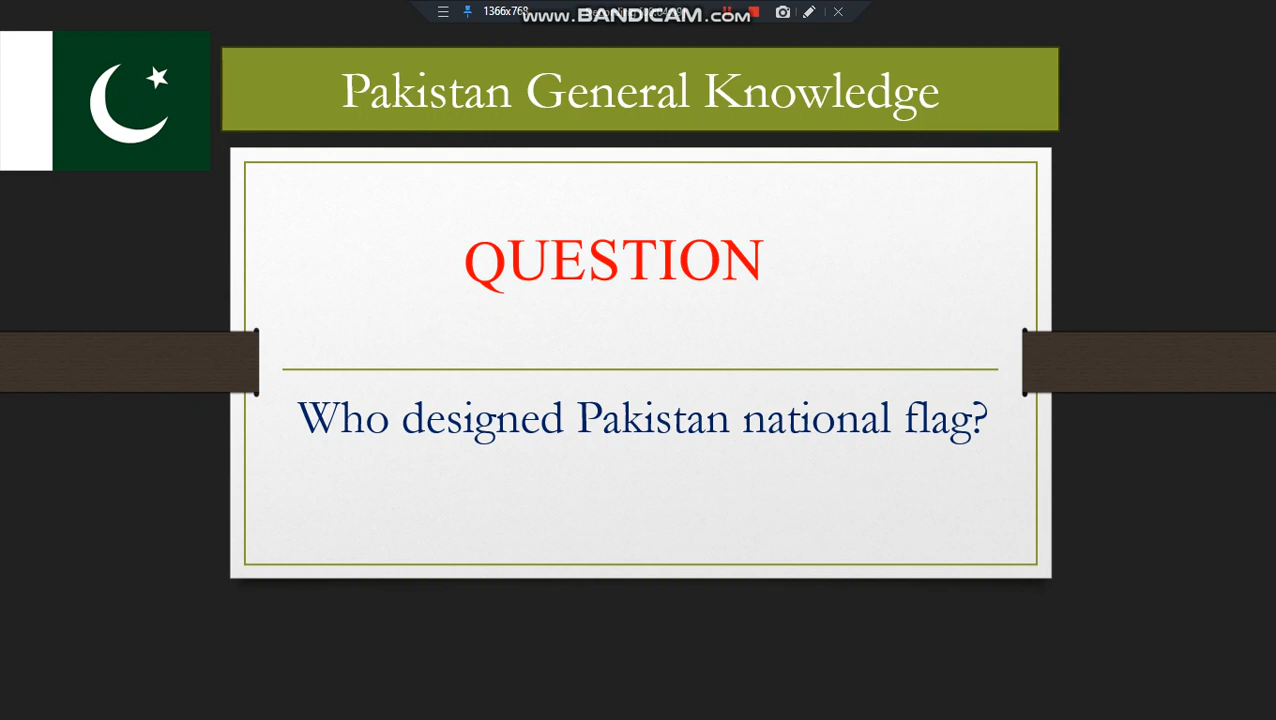 1366x768
www.BANDICAM.com
Pakistan General Knowledge
QUESTION
Who designed Pakistan national flag?